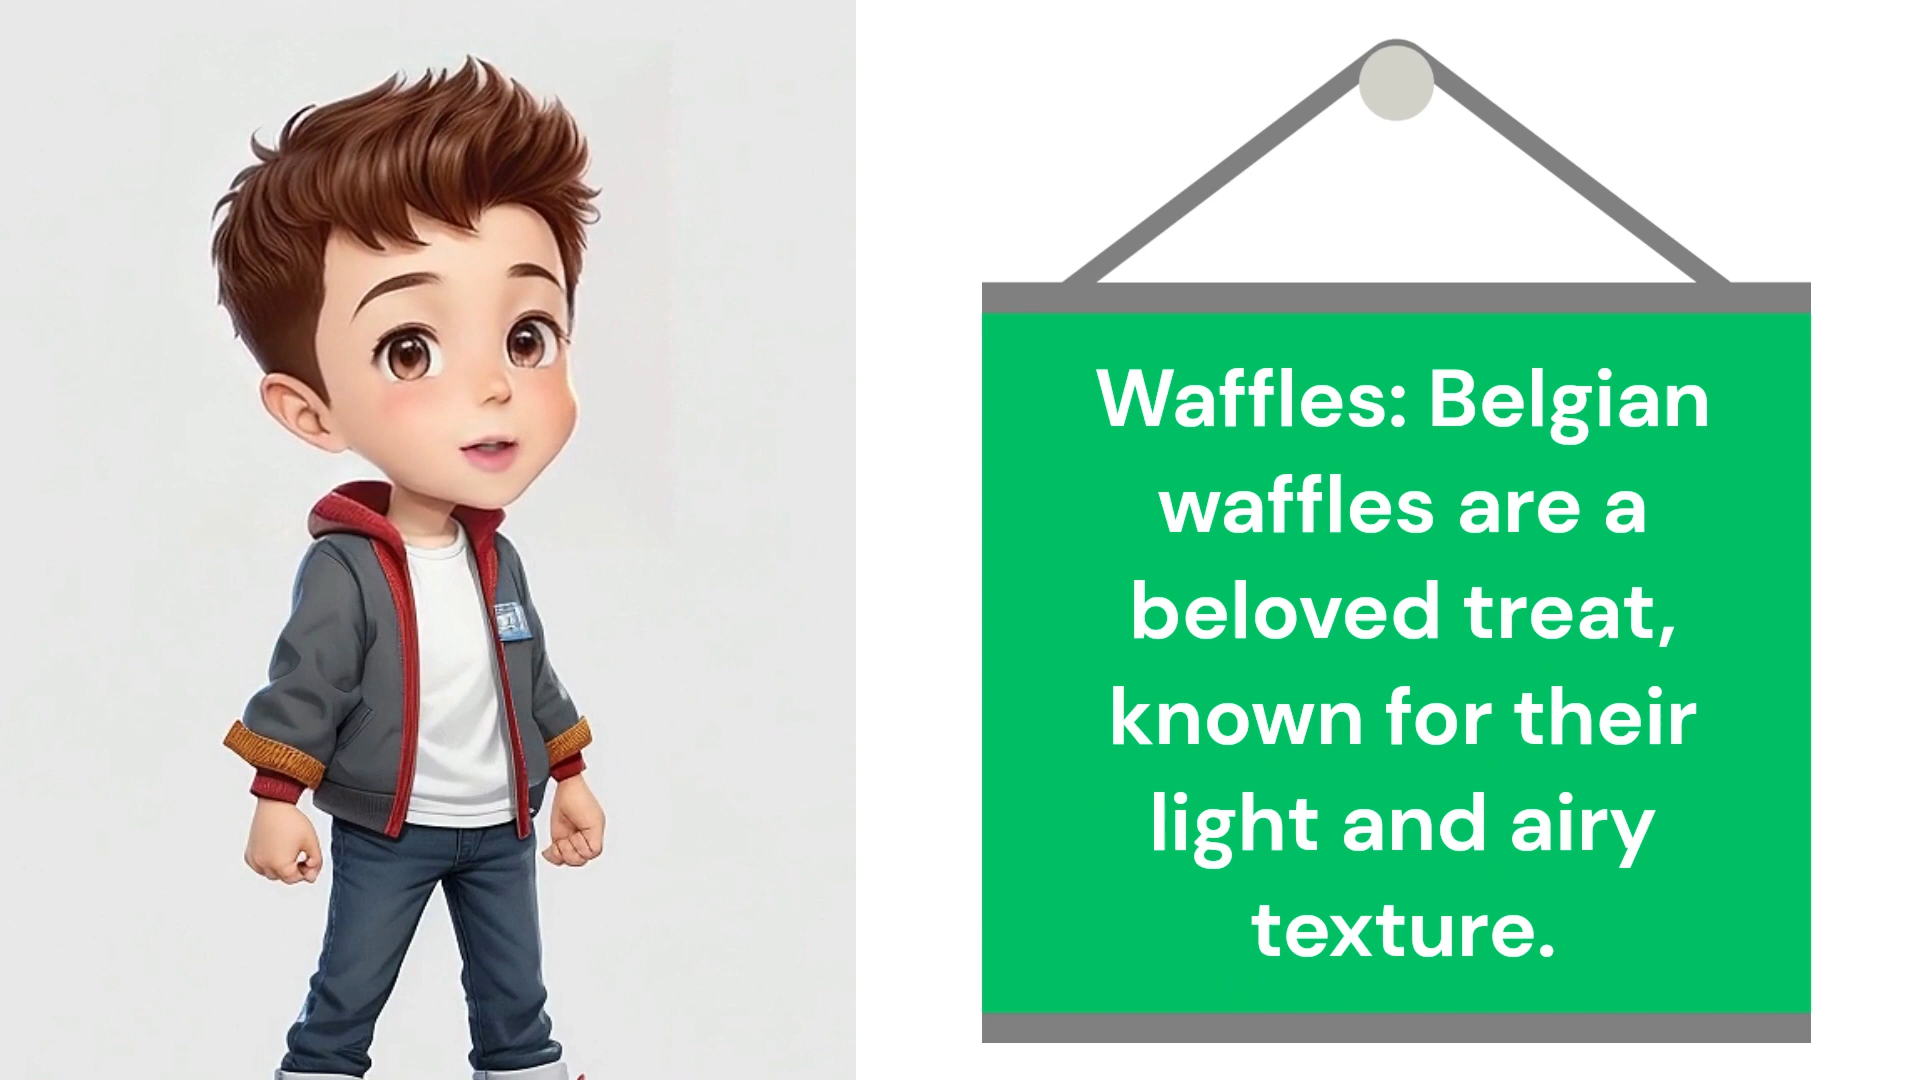 Waffles: Belgian
waffles are a
beloved treat,
known for their
light and airy
texture.